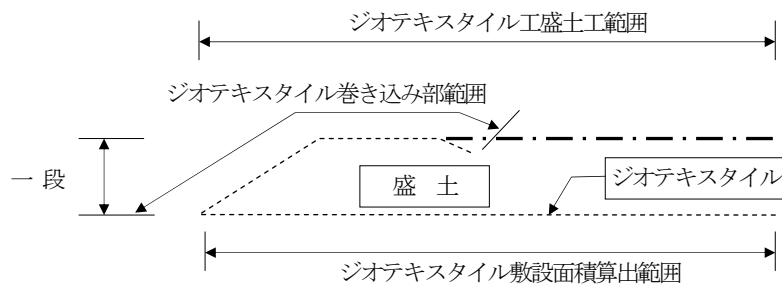 ジオテキスタイル工盛土工範囲
ジオテキスタイル巻き込み部範囲
一 段
盛 土
ジオテキスタイル
ジオテキスタイル敷設面積算出範囲